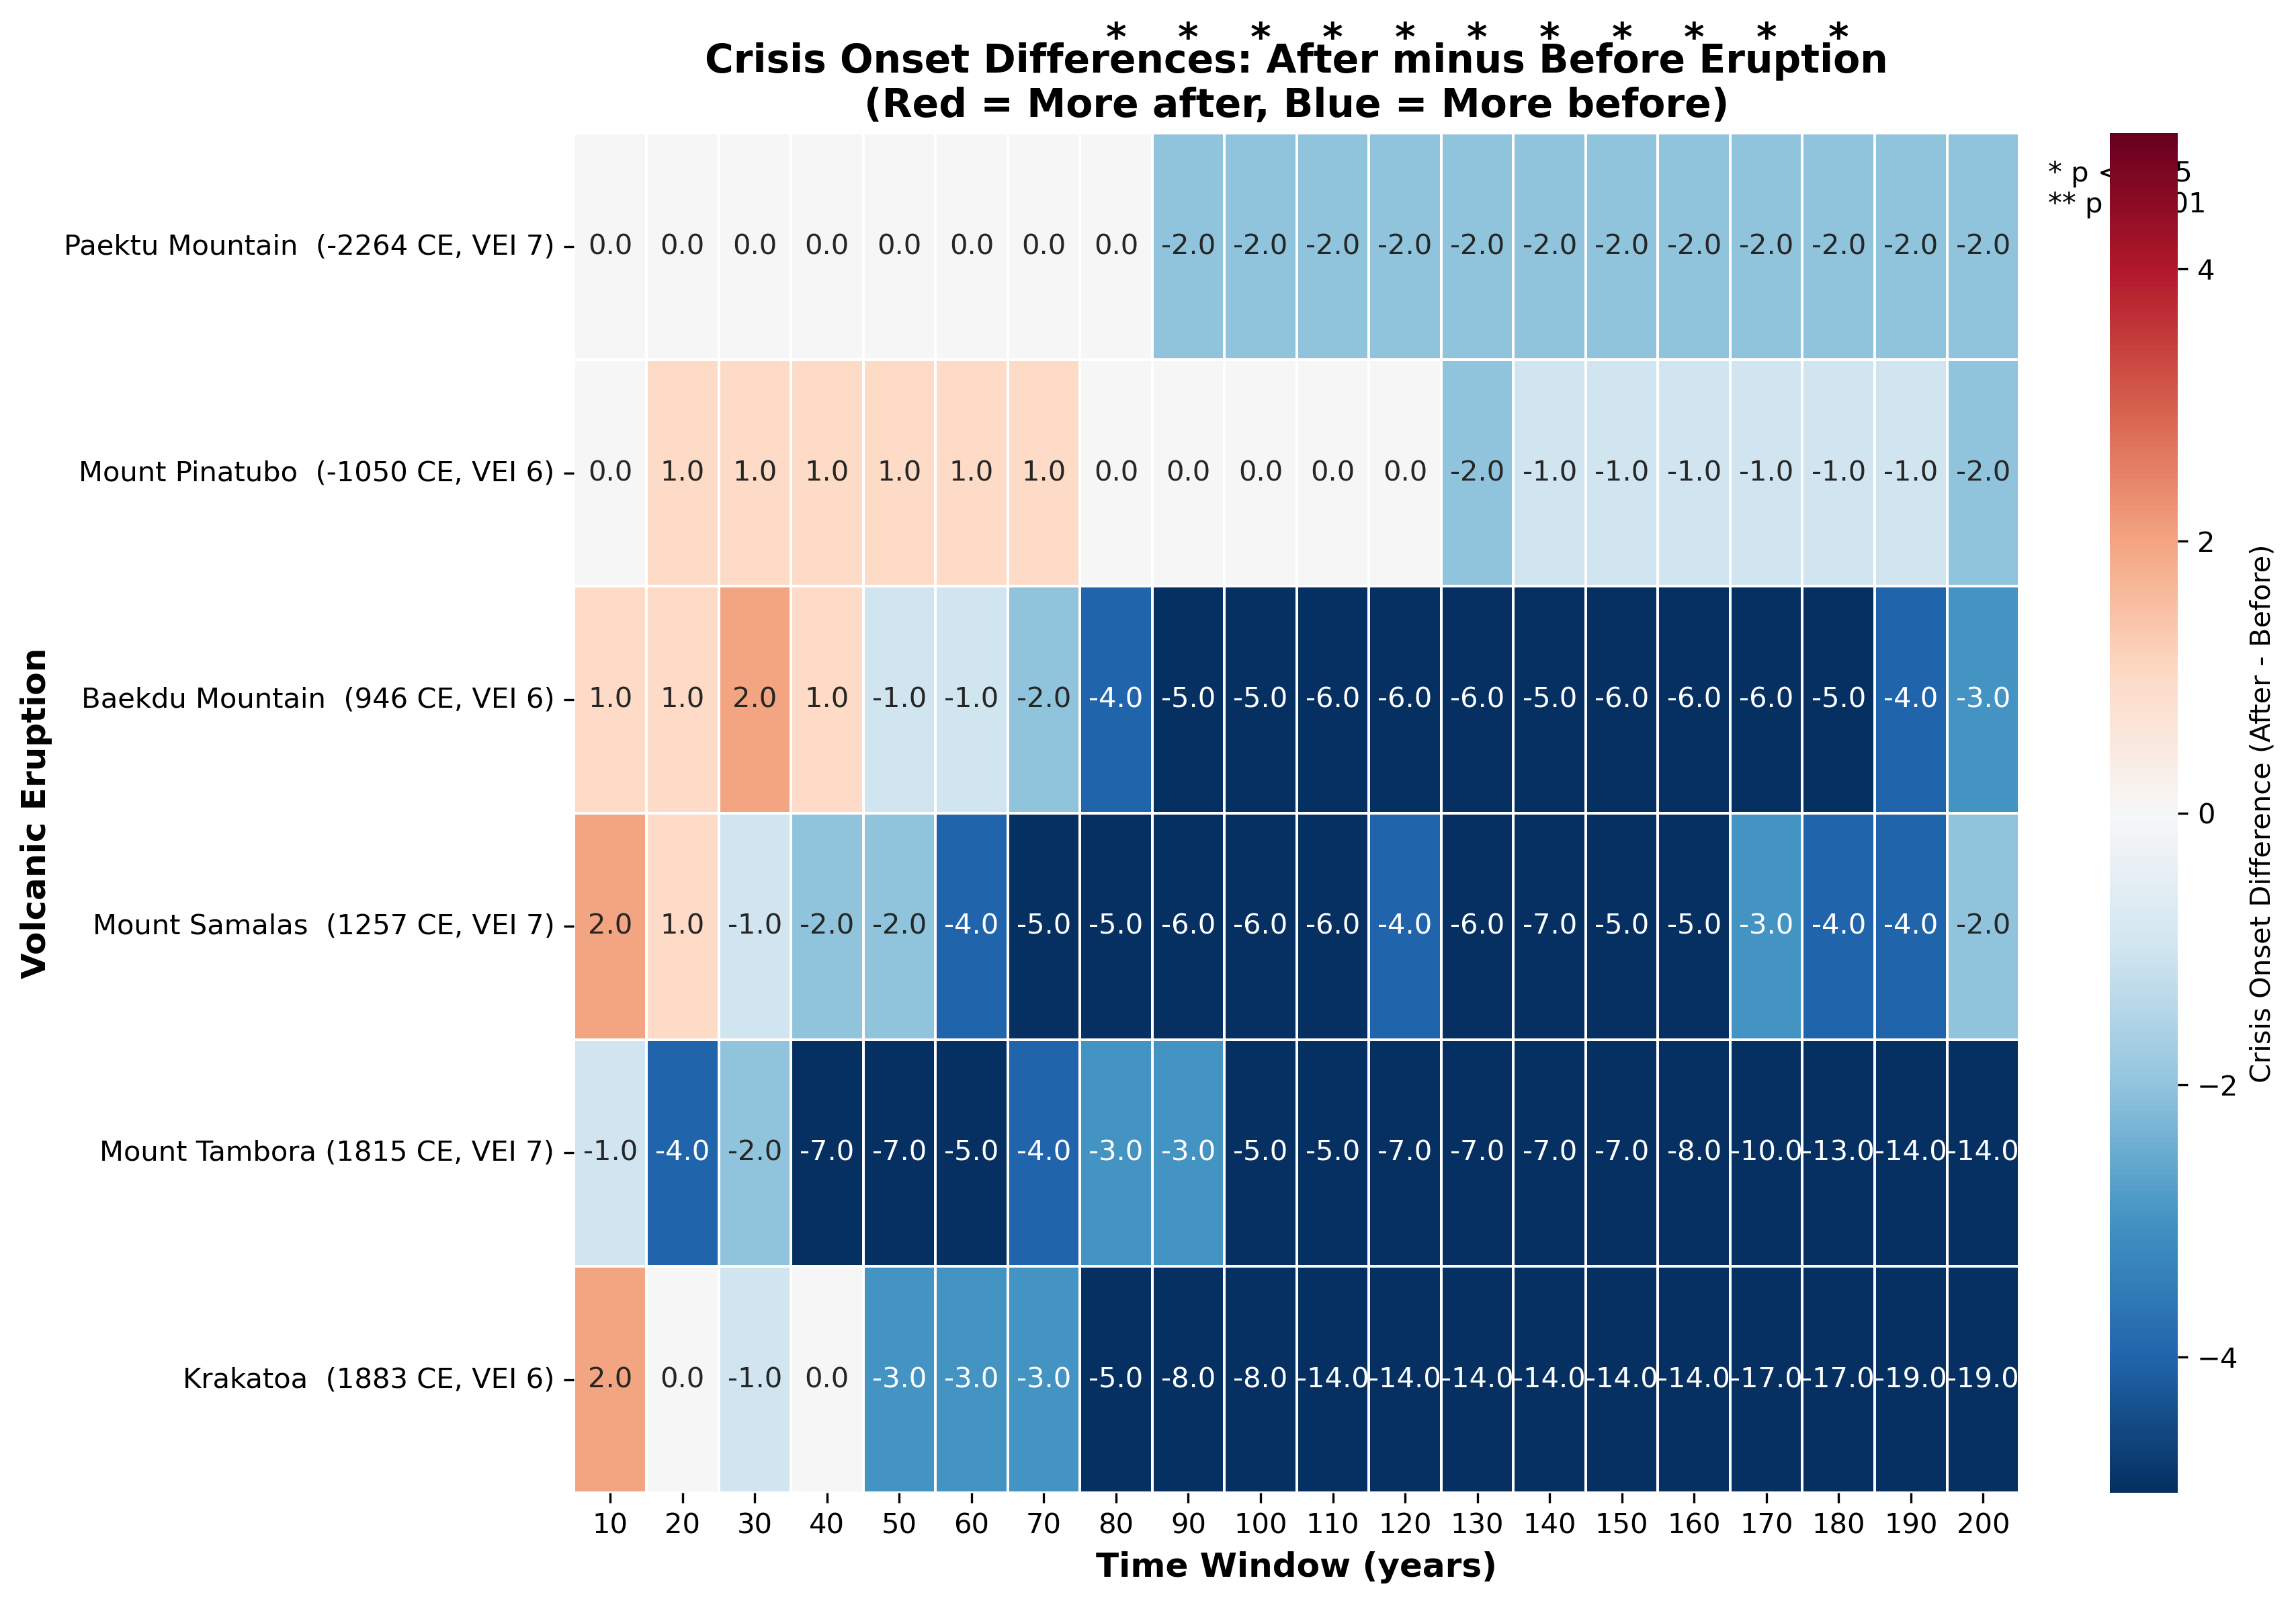 * * * * * * * * * * *
Crisis Onset Differences: After minus Before Eruption
(Red = More after, Blue = More before)
* p < 5
** p 01
Paektu Mountain (-2264 CE, VEI 7) 0.0 0.0 0.0 0.0 0.0 0.0 0.0 0.0 -2.0 -2.0 -2.0 -2.0 -2.0 -2.0 -2.0 -2.0 -2.0 -2.0 -2.0 -2.0
Mount Pinatubo (-1050 CE, VEI 6) 0.0 1.0 1.0 1.0 1.0 1.0 1.0 0.0 0.0 0.0 0.0 0.0 -2.0 -1.0 -1.0 -1.0 -1.0 -1.0 -1.0 -2.0
Baekdu Mountain (946 CE, VEI 6) 1.0 1.0 2.0 1.0 -1.0 -1.0 -2.0 -4.0 -5.0 -5.0 -6.0 -6.0 -6.0 -5.0 -6.0 -6.0 -6.0 -5.0 -4.0 -3.0
Mount Samalas (1257 CE, VEI 7) 2.0 1.0 -1.0 -2.0 -2.0 -4.0 -5.0 -5.0 -6.0 -6.0 -6.0 -4.0 -6.0 -7.0 -5.0 -5.0 -3.0 -4.0 -4.0 -2.0
Mount Tambora (1815 CE, VEI 7) -1.0 -4.0 -2.0 -7.0 -7.0 -5.0 -4.0 -3.0 -3.0 -5.0 -5.0 -7.0 -7.0 -7.0 -7.0 -8.0 -10.0 -13.0 -14.0 -14.0
Krakatoa (1883 CE, VEI 6) 2.0 0.0 -1.0 0.0 -3.0 -3.0 -3.0 -5.0 -8.0 -8.0 -14.0 -14.0 -14.0 -14.0 -14.0 -14.0 -17.0 -17.0 -19.0 -19.0
10 20 30 40 50 60 70 80 90 100 110 120 130 140 150 160 170 180 190 200
Time Window (years)
Volcanic Eruption
4
2
0
−2
−4
Crisis Onset Difference (After - Before)